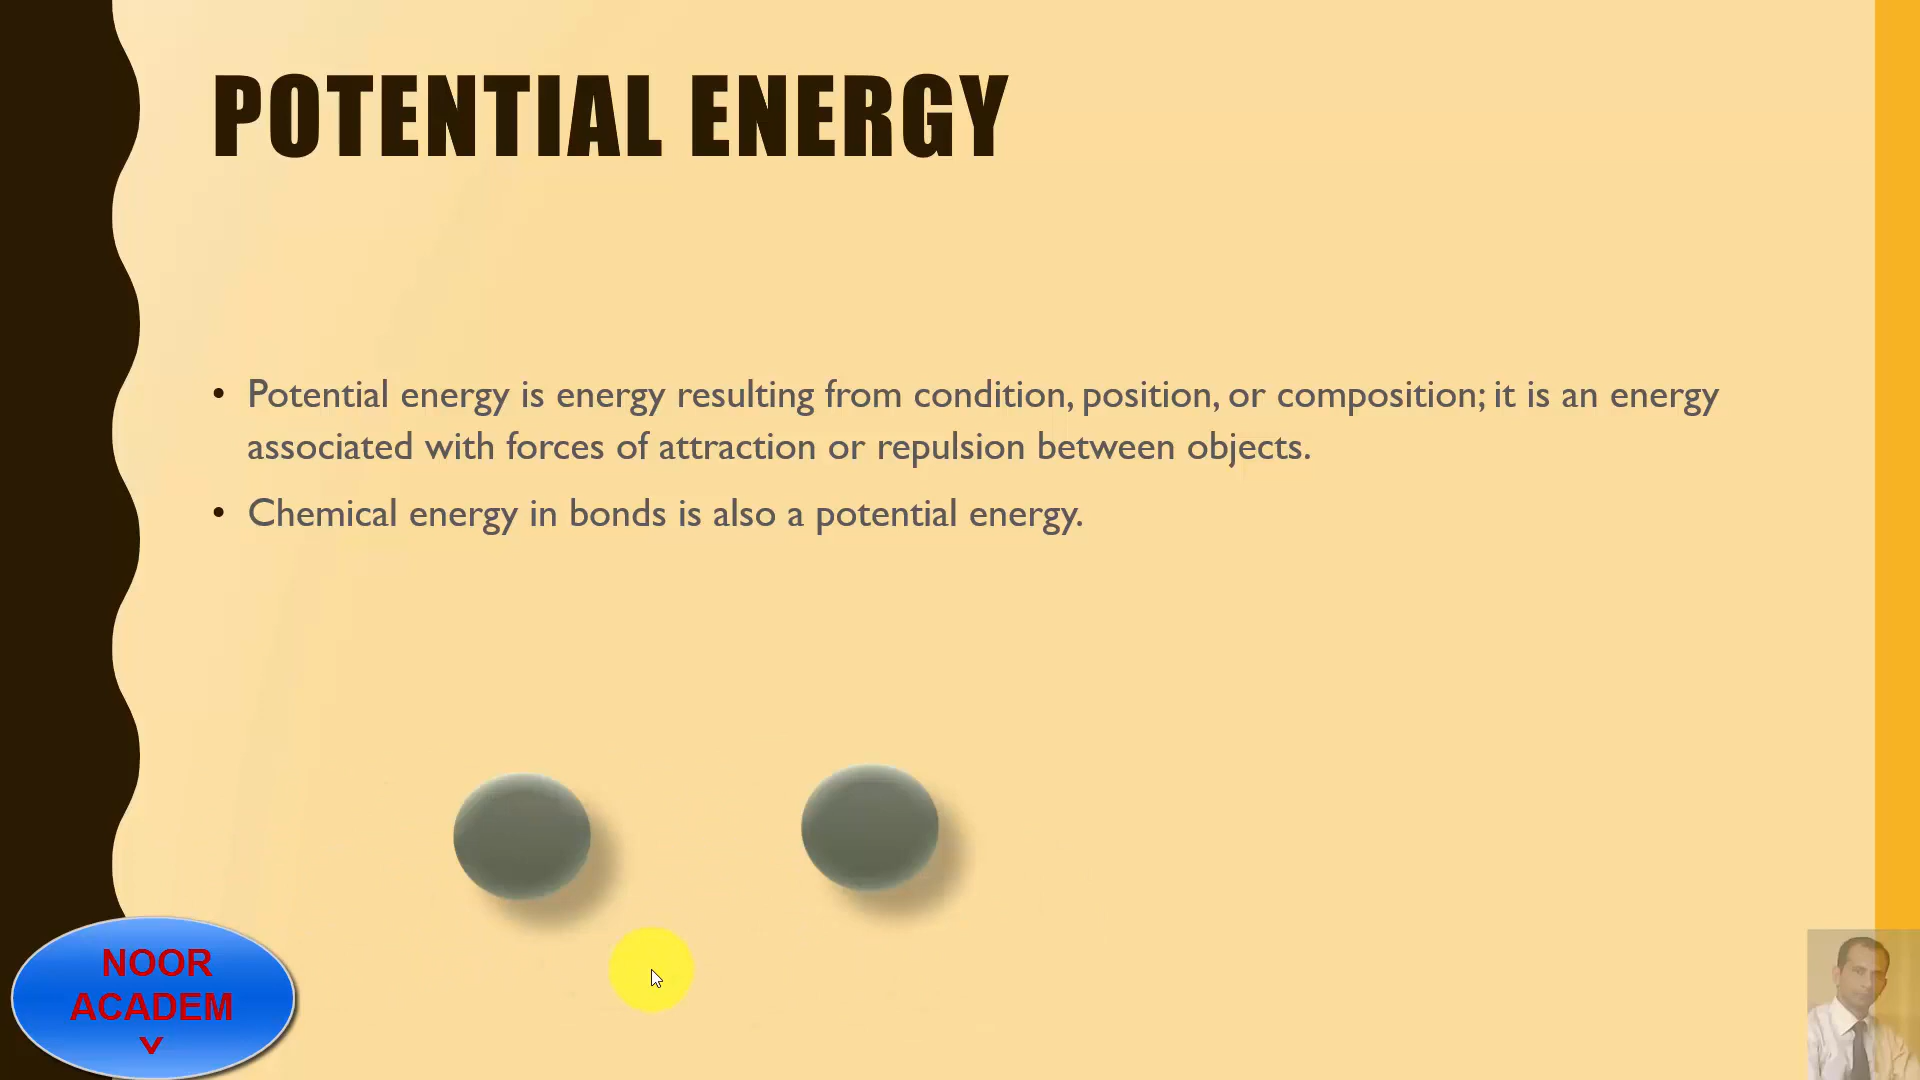 POTENTIAL ENERGY
• Potential energy is energy resulting from condition, position, or composition; it is an energy
associated with forces of attraction or repulsion between objects.
• Chemical energy in bonds is also a potential energy.
NOOR
ACADEM
Y